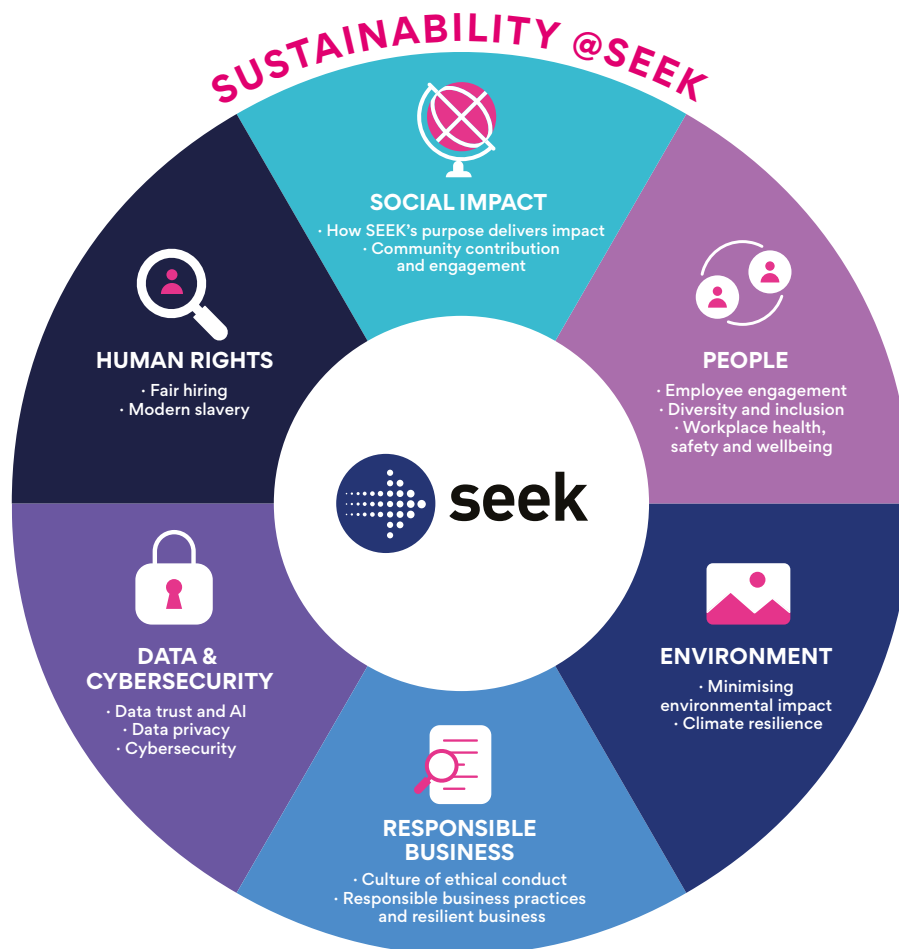 SUSTAINABILITY @SEEK
SOCIAL IMPACT
· How SEEK's purpose delivers impact
· Community contribution
and engagement
PEOPLE
· Employee engagement
· Diversity and inclusion
· Workplace health,
safety and wellbeing
ENVIRONMENT
· Minimising
environmental impact
· Climate resilience
RESPONSIBLE
BUSINESS
· Culture of ethical conduct
· Responsible business practices
and resilient business
DATA &
CYBERSECURITY
· Data trust and AI
· Data privacy
· Cybersecurity
HUMAN RIGHTS
· Fair hiring
· Modern slavery
seek